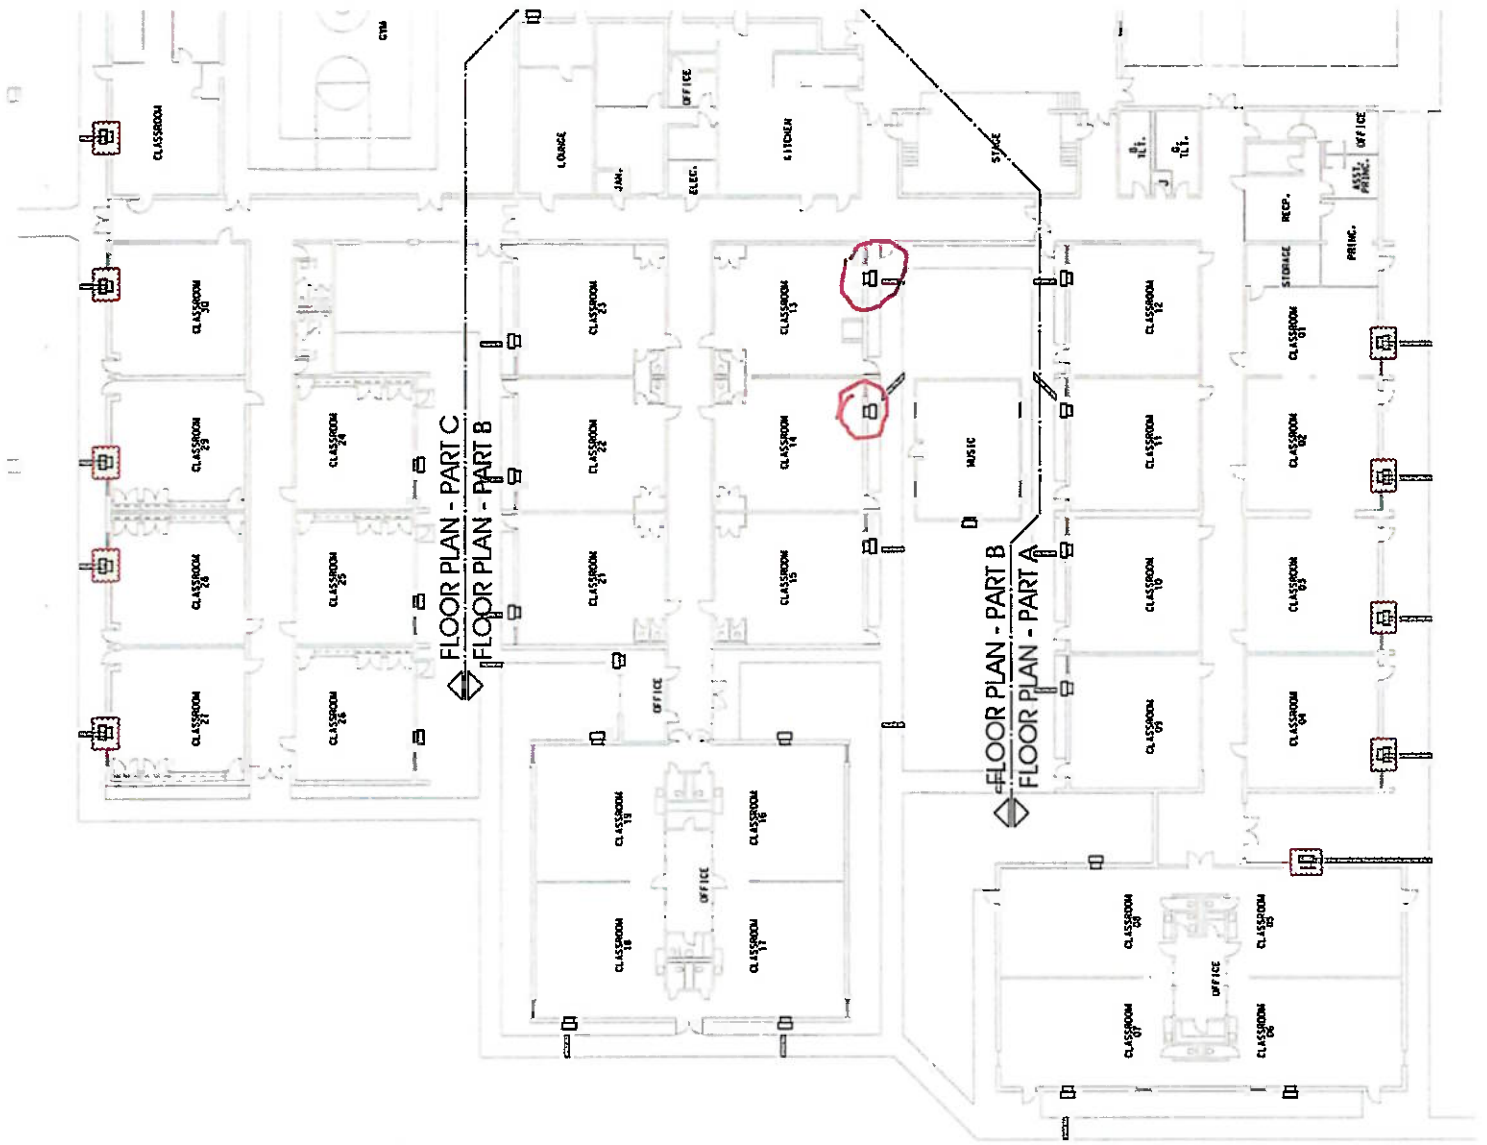 GYM
CLASSROOM
LOUNGE
JAN.
OFFICE
ELEC.
KITCHEN
STAGE
B. TLT.
G. TLT.
J
RECP.
OFFICE
ASST.
PRINC.
PRINC.
STORAGE
CLASSROOM
30
CLASSROOM
23
CLASSROOM
13
CLASSROOM
12
CLASSROOM
01
CLASSROOM
29
CLASSROOM
24
CLASSROOM
22
CLASSROOM
14
MUSIC
CLASSROOM
11
CLASSROOM
02
FLOOR PLAN - PART C
FLOOR PLAN - PART B
CLASSROOM
28
CLASSROOM
25
CLASSROOM
21
CLASSROOM
15
FLOOR PLAN - PART B
FLOOR PLAN - PART A
CLASSROOM
10
CLASSROOM
03
CLASSROOM
27
CLASSROOM
26
OFFICE
CLASSROOM
09
CLASSROOM
04
CLASSROOM
19
CLASSROOM
16
OFFICE
CLASSROOM
18
CLASSROOM
17
CLASSROOM
08
CLASSROOM
05
OFFICE
CLASSROOM
07
CLASSROOM
06